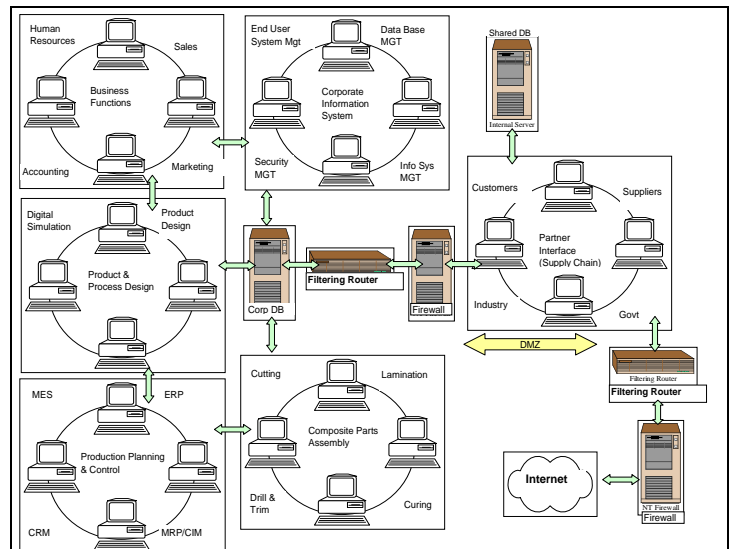 Human
Resources
Sales
Business
Functions
Accounting
Marketing
End User
System Mgt
Data Base
MGT
Corporate
Information
System
Security
MGT
Info Sys
MGT
Shared DB
Internal Server
Customers
Suppliers
Partner
Interface
(Supply Chain)
Industry
Govt
Digital
Simulation
Product
Design
Product &
Process Design
Corp DB
Filtering Router
Firewall
DMZ
Filtering Router
Filtering Router
MES
ERP
Production Planning
& Control
CRM
MRP/CIM
Cutting
Lamination
Composite Parts
Assembly
Drill &
Trim
Curing
Internet
NT Firewall
Firewall